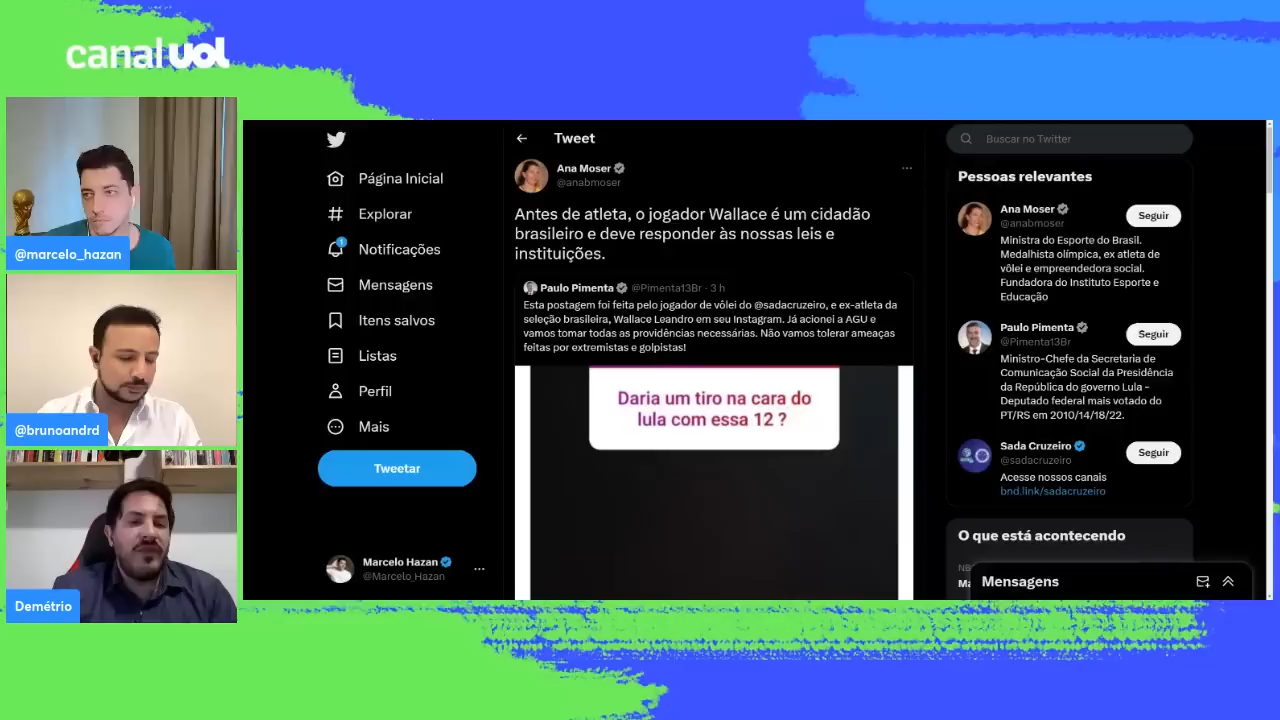 canal UOL
@marcelo_hazan
@brunoandrd
Demétrio
Página Inicial
Explorar
1
Notificações
Mensagens
Itens salvos
Listas
Perfil
Mais
Tweetar
Marcelo Hazan
@Marcelo_Hazan
Tweet
Ana Moser
@anabmoser
Antes de atleta, o jogador Wallace é um cidadão
brasileiro e deve responder às nossas leis e
instituições.
Paulo Pimenta @Pimenta13Br · 3 h
Esta postagem foi feita pelo jogador de vôlei do @sadacruzeiro, e ex-atleta da
seleção brasileira, Wallace Leandro em seu Instagram. Já acionei a AGU e
vamos tomar todas as providências necessárias. Não vamos tolerar ameaças
feitas por extremistas e golpistas!
Daria um tiro na cara do
lula com essa 12 ?
Buscar no Twitter
Pessoas relevantes
Ana Moser
@anabmoser
Seguir
Ministra do Esporte do Brasil.
Medalhista olímpica, ex atleta de
vôlei e empreendedora social.
Fundadora do Instituto Esporte e
Educação
Paulo Pimenta
@Pimenta13Br
Seguir
Ministro-Chefe da Secretaria de
Comunicação Social da Presidência
da República do governo Lula -
Deputado federal mais votado do
PT/RS em 2010/14/18/22.
Sada Cruzeiro
@sadacruzeiro
Seguir
Acesse nossos canais
bnd.link/sadacruzeiro
O que está acontecendo
Mensagens